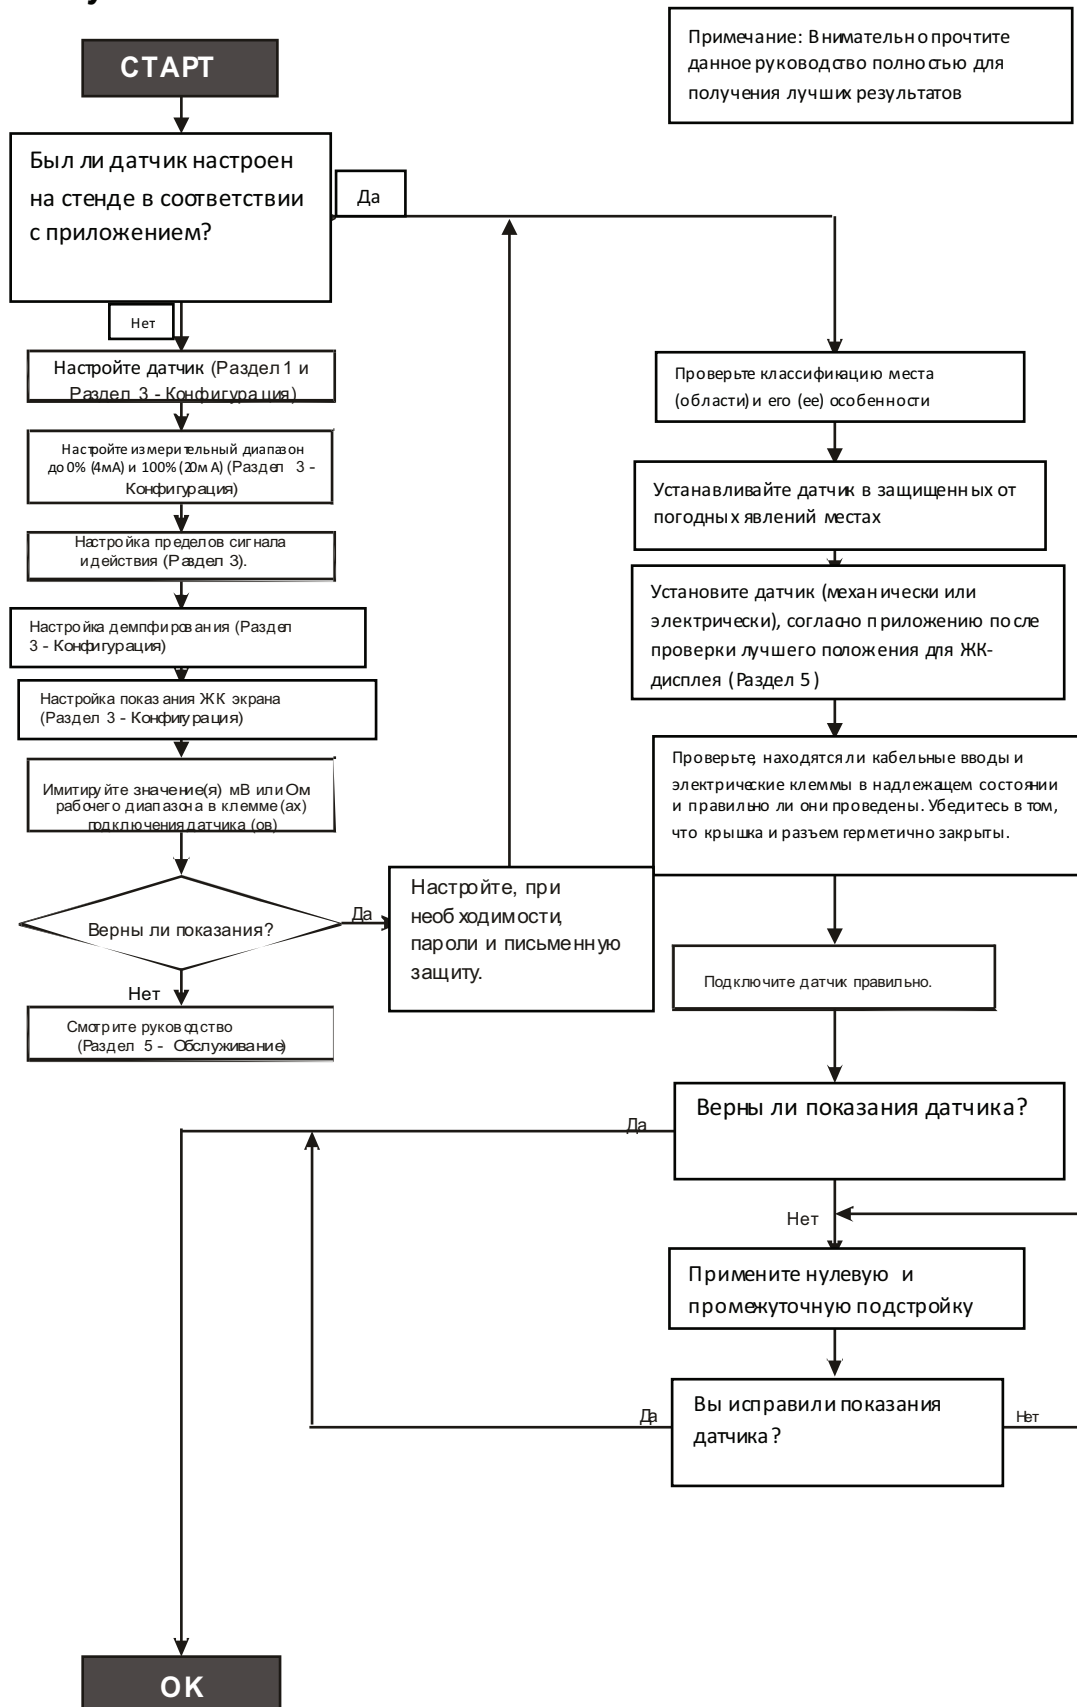 СТАРТ
Примечание: Внимательно прочтите
данное руководство полностью для
получения лучших результатов
Был ли датчик настроен
на стенде в соответствии
с приложением?
Да
Нет
Настройте датчик (Раздел 1 и
Раздел 3 - Конфигурация)
Настройте измерительный диапазон
до 0% (4мА) и 100% (20мА) (Раздел 3 -
Конфигурация)
Настройка пределов сигнала
и действия (Раздел 3).
Настройка демпфирования (Раздел
3 - Конфигурация)
Настройка показания ЖК экрана
(Раздел 3 - Конфигурация)
Имитируйте значение(я) мВ или Ом
рабочего диапазона в клемме(ах)
подключения датчика (ов)
Верны ли показания?
Да
Нет
Смотрите руководство
(Раздел 5 - Обслуживание)
Настройте, при
необходимости,
пароли и письменную
защиту.
Проверьте классификацию места
(области) и его (ее) особенности
Устанавливайте датчик в защищенных от
погодных явлений местах
Установите датчик (механически или
электрически), согласно приложению после
проверки лучшего положения для ЖК-
дисплея (Раздел 5)
Проверьте, находятся ли кабельные вводы и
электрические клеммы в надлежащем состоянии
и правильно ли они проведены. Убедитесь в том,
что крышка и разъем герметично закрыты.
Подключите датчик правильно.
Верны ли показания датчика?
Да
Нет
Примените нулевую и
промежуточную подстройку
Вы исправили показания
датчика?
Да
Нет
OK